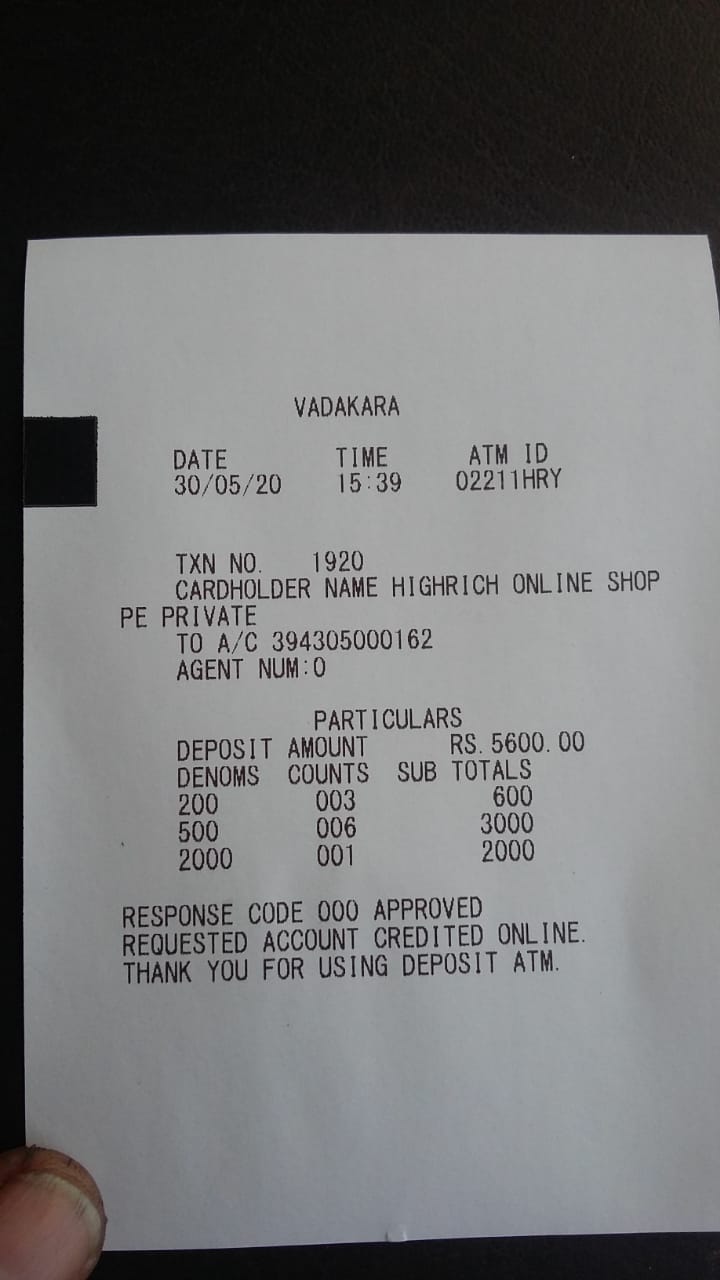 VADAKARA
DATE TIME ATM ID
30/05/20 15:39 02211HRY
TXN NO. 1920
CARDHOLDER NAME HIGHRICH ONLINE SHOP
PE PRIVATE
TO A/C 394305000162
AGENT NUM:0
PARTICULARS
DEPOSIT AMOUNT RS. 5600.00
DENOMS COUNTS SUB TOTALS
200 003 600
500 006 3000
2000 001 2000
RESPONSE CODE 000 APPROVED
REQUESTED ACCOUNT CREDITED ONLINE.
THANK YOU FOR USING DEPOSIT ATM.